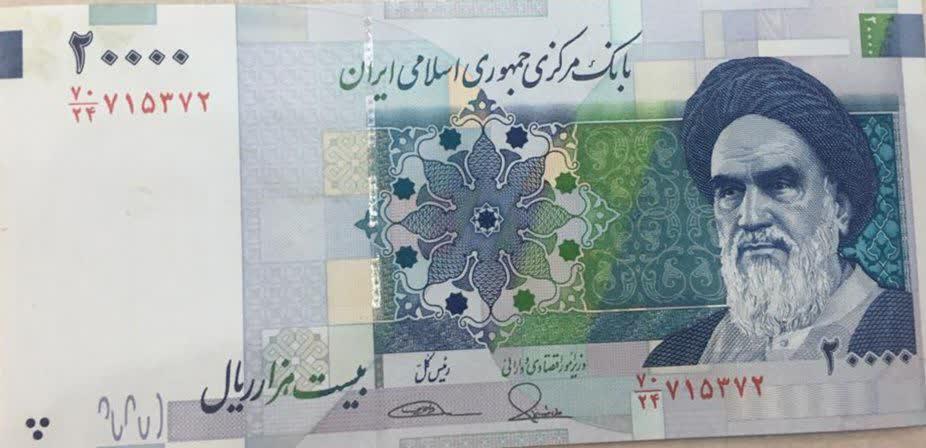 ۲۰۰۰۰
بانک مرکزی جمهوری اسلامی ایران
۷۰/۲۴ ۷۱۵۳۷۲
۲۰۰۰۰
وزیر امور اقتصادی و دارائی
رئیس کل
بیست هزار ریال
۲۰۰۰۰
۷۰/۲۴ ۷۱۵۳۷۲